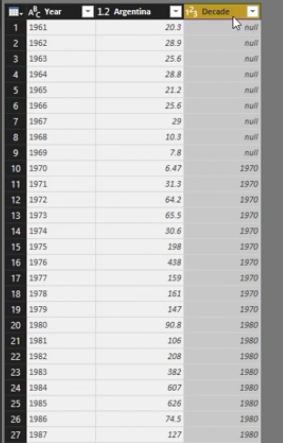 ABC Year 1.2 Argentina 123 Decade
1 1961 20.3 null
2 1962 28.9 null
3 1963 25.6 null
4 1964 28.8 null
5 1965 21.2 null
6 1966 25.6 null
7 1967 29 null
8 1968 10.3 null
9 1969 7.8 null
10 1970 6.47 1970
11 1971 31.3 1970
12 1972 64.2 1970
13 1973 65.5 1970
14 1974 30.6 1970
15 1975 198 1970
16 1976 438 1970
17 1977 159 1970
18 1978 161 1970
19 1979 147 1970
20 1980 90.8 1980
21 1981 106 1980
22 1982 208 1980
23 1983 382 1980
24 1984 607 1980
25 1985 626 1980
26 1986 74.5 1980
27 1987 127 1980